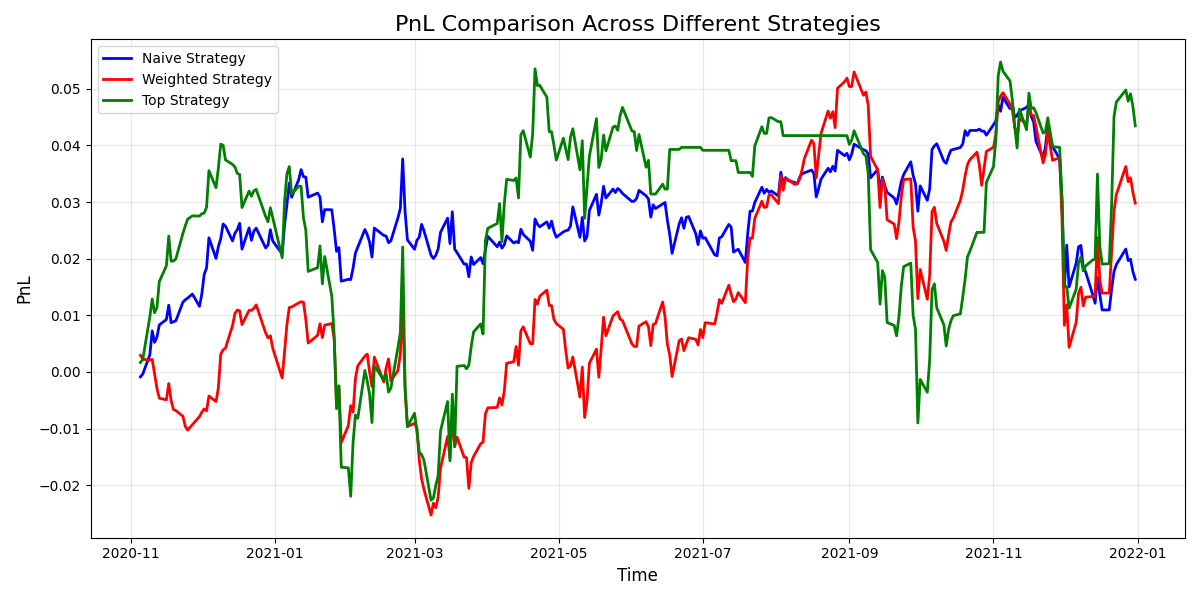 PnL Comparison Across Different Strategies
Naive Strategy
Weighted Strategy
Top Strategy
PnL
0.05
0.04
0.03
0.02
0.01
0.00
−0.01
−0.02
2020-11
2021-01
2021-03
2021-05
2021-07
2021-09
2021-11
2022-01
Time